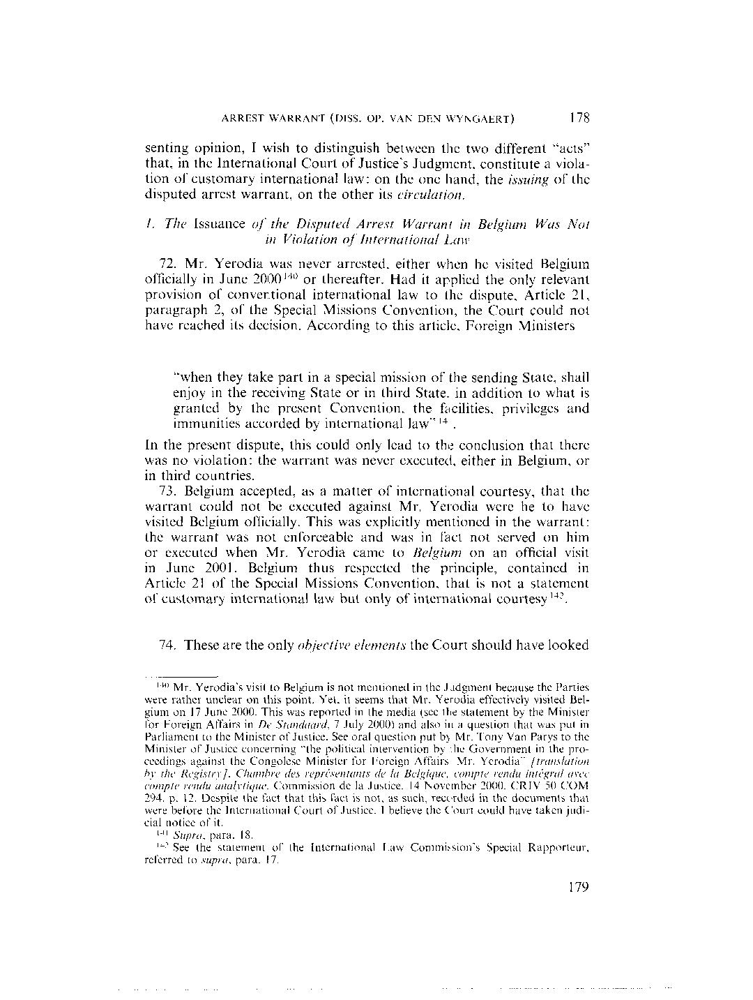 ARREST WARRANT (DISS. OP. VAN DEN WYNGAERT) 178
senting opinion, I wish to distinguish between the two different “acts”
that, in the International Court of Justice's Judgment, constitute a viola-
tion of customary international law: on the one hand, the issuing of the
disputed arrest warrant, on the other its circulation.
1. The Issuance of the Disputed Arrest Warrant in Belgium Was Not
in Violation of International Law
72. Mr. Yerodia was never arrested, either when he visited Belgium
officially in June 2000 140 or thereafter. Had it applied the only relevant
provision of conventional international law to the dispute, Article 21,
paragraph 2, of the Special Missions Convention, the Court could not
have reached its decision. According to this article, Foreign Ministers
“when they take part in a special mission of the sending State, shall
enjoy in the receiving State or in third State, in addition to what is
granted by the present Convention, the facilities, privileges and
immunities accorded by international law” 14 .
In the present dispute, this could only lead to the conclusion that there
was no violation: the warrant was never executed, either in Belgium, or
in third countries.
73. Belgium accepted, as a matter of international courtesy, that the
warrant could not be executed against Mr. Yerodia were he to have
visited Belgium officially. This was explicitly mentioned in the warrant:
the warrant was not enforceable and was in fact not served on him
or executed when Mr. Yerodia came to Belgium on an official visit
in June 2001. Belgium thus respected the principle, contained in
Article 21 of the Special Missions Convention, that is not a statement
of customary international law but only of international courtesy 142.
74. These are the only objective elements the Court should have looked
140 Mr. Yerodia's visit to Belgium is not mentioned in the Judgment because the Parties
were rather unclear on this point. Yet, it seems that Mr. Yerodia effectively visited Bel-
gium on 17 June 2000. This was reported in the media (see the statement by the Minister
for Foreign Affairs in De Standaard, 7 July 2000) and also in a question that was put in
Parliament to the Minister of Justice. See oral question put by Mr. Tony Van Parys to the
Minister of Justice concerning “the political intervention by the Government in the pro-
ceedings against the Congolese Minister for Foreign Affairs Mr. Yerodia” [translation
by the Registry]. Chambre des représentants de la Belgique, compte rendu intégral avec
compte rendu analytique. Commission de la Justice. 14 November 2000. CRIV 50 COM
294, p. 12. Despite the fact that this fact is not, as such, recorded in the documents that
were before the International Court of Justice. I believe the Court could have taken judi-
cial notice of it.
141 Supra, para. 18.
142 See the statement of the International Law Commission's Special Rapporteur,
referred to supra, para. 17.
179